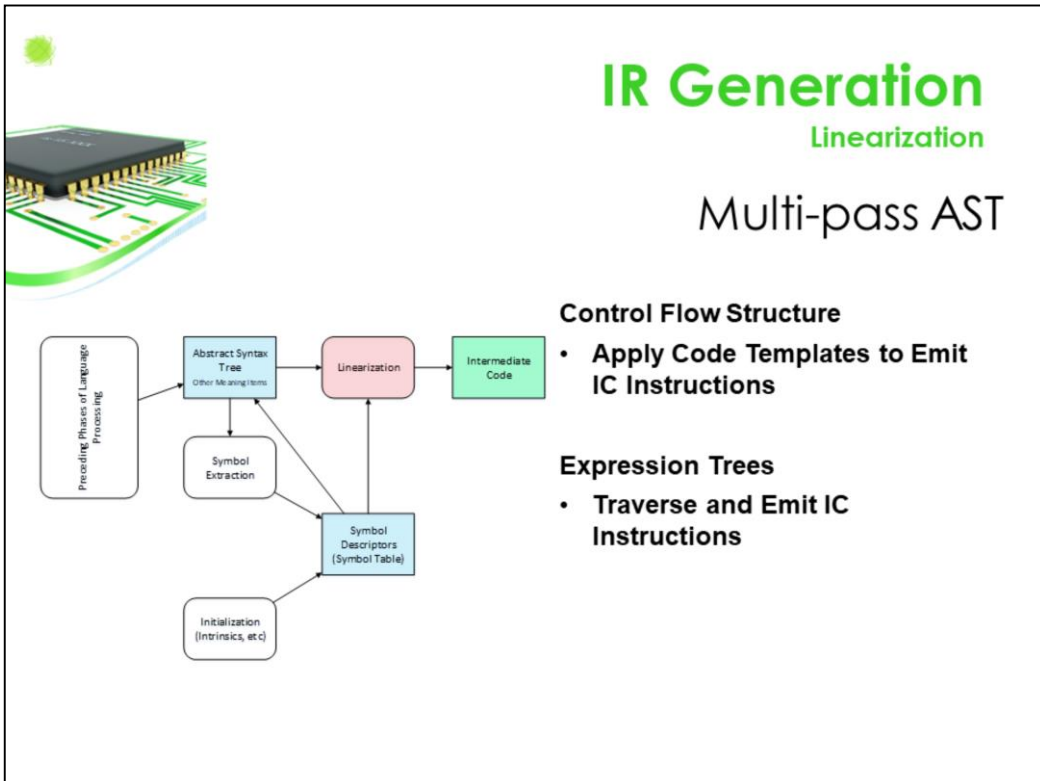 IR Generation
Linearization
Multi-pass AST
Control Flow Structure
• Apply Code Templates to Emit
IC Instructions
Expression Trees
• Traverse and Emit IC
Instructions
Preceding Phases of Language
Processing
Abstract Syntax
Tree
Other Meaning Items
Linearization
Intermediate
Code
Symbol
Extraction
Symbol
Descriptors
(Symbol Table)
Initialization
(Intrinsics, etc)